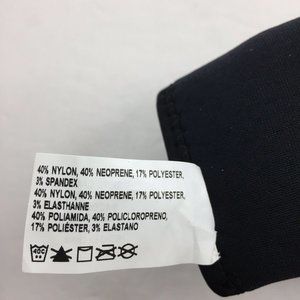 40% NYLON, 40% NEOPRENE, 17% POLYESTER,
3% SPANDEX
40% NYLON, 40% NEOPRENE, 17% POLYESTER,
3% ELASTHANNE
40% POLIAMIDA, 40% POLICLOROPRENO,
17% POLIÉSTER, 3% ELASTANO